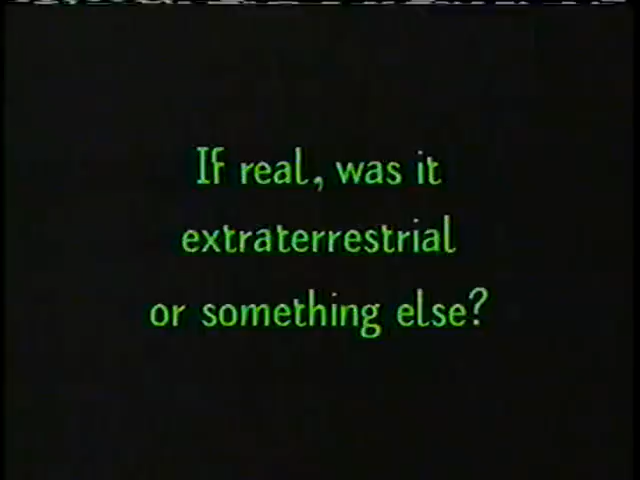 If real, was it
extraterrestrial
or something else?